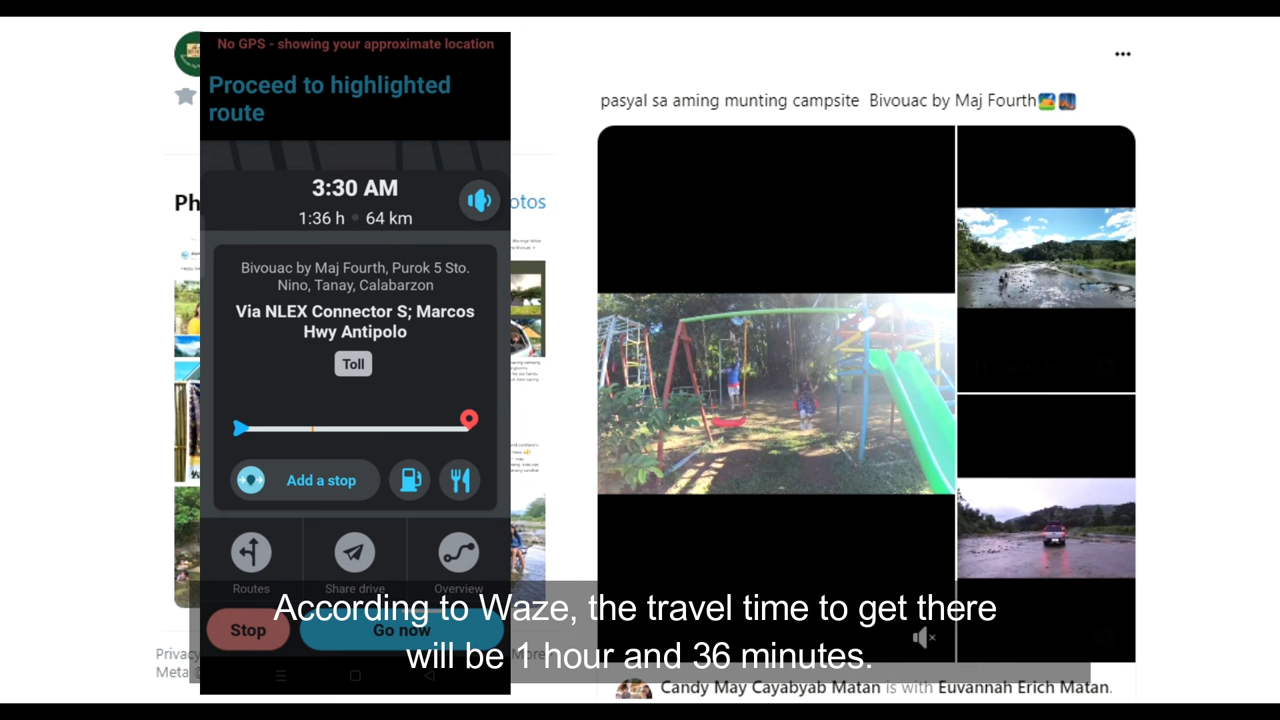 No GPS - showing your approximate location
Proceed to highlighted
route
3:30 AM
1:36 h • 64 km
Bivouac by Maj Fourth, Purok 5 Sto.
Nino, Tanay, Calabarzon
Via NLEX Connector S; Marcos
Hwy Antipolo
Toll
Add a stop
Routes
Share drive
Overview
Stop
Go now
Ph
otos
Privacy
More
Meta
pasyal sa aming munting campsite Bivouac by Maj Fourth
Candy May Cayabyab Matan is with Euvannah Erich Matan.
According to Waze, the travel time to get there
will be 1 hour and 36 minutes.